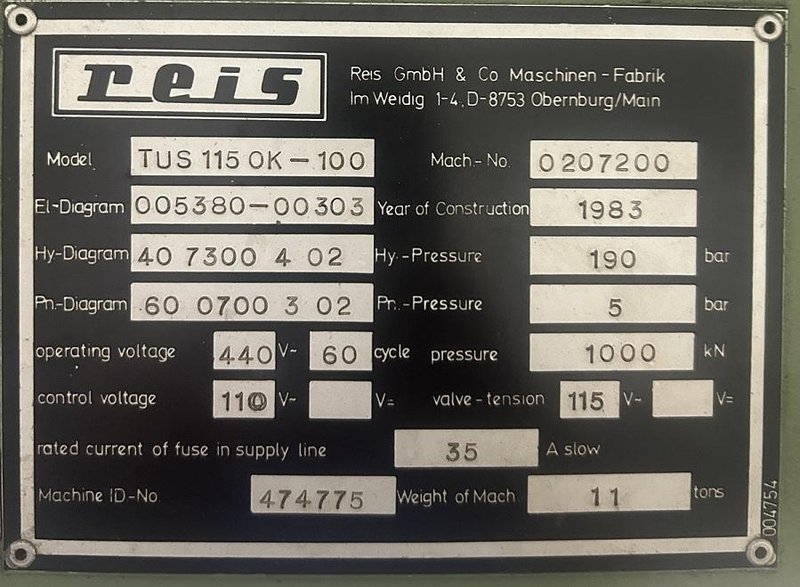 reis
Reis GmbH & Co Maschinen-Fabrik
Im Weidig 1-4, D-8753 Obernburg/Main
Model TUS 115 OK-100 Mach.-No. 0207200
El-Diagram 005380-00303 Year of Construction 1983
Hy-Diagram 40 7300 4 02 Hy.-Pressure 190 bar
Pn.-Diagram 60 0700 3 02 Pn.-Pressure 5 bar
operating voltage 440 V~ 60 cycle pressure 1000 kN
control voltage 110 V~ V= valve-tension 115 V~ V=
rated current of fuse in supply line 35 A slow
Machine ID-No 474775 Weight of Mach 11 tons
004754